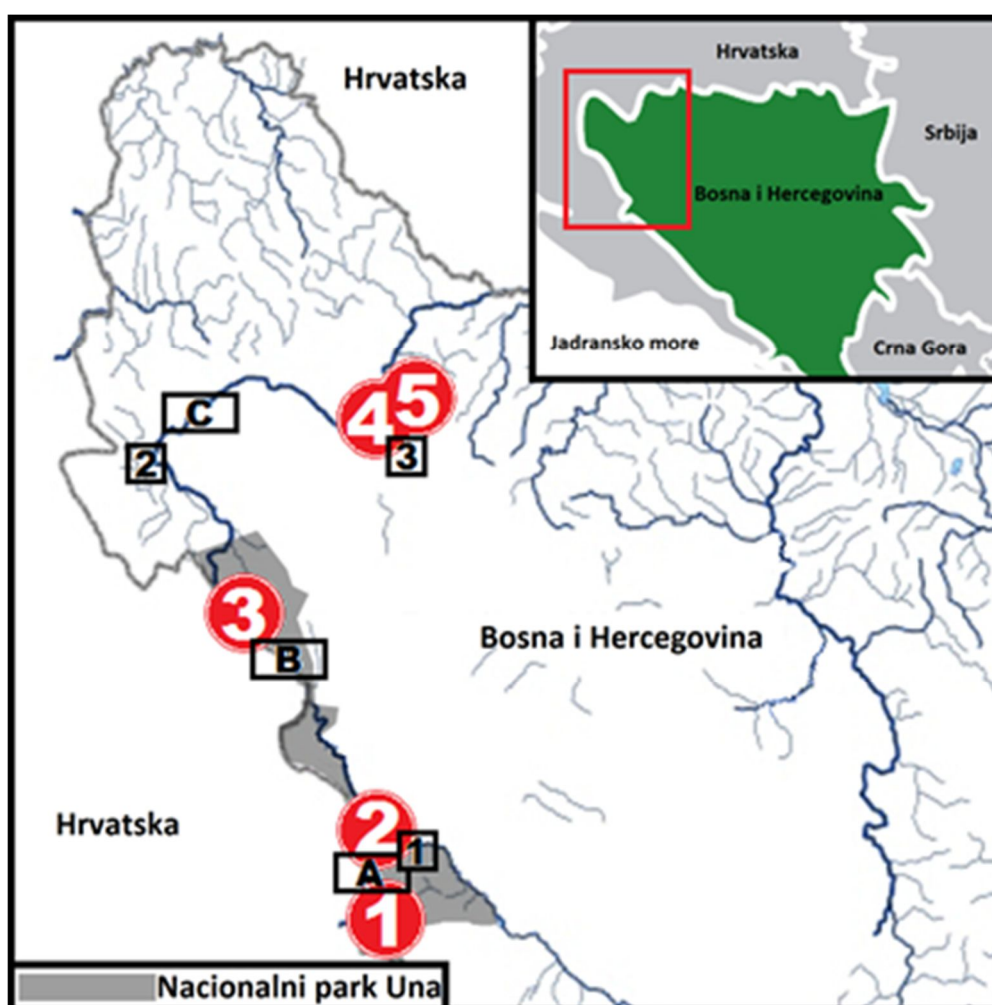 Hrvatska
Hrvatska
Srbija
Bosna i Hercegovina
Jadransko more
Crna Gora
C
4
5
2
3
3
B
Bosna i Hercegovina
Hrvatska
2
1
A
1
Nacionalni park Una